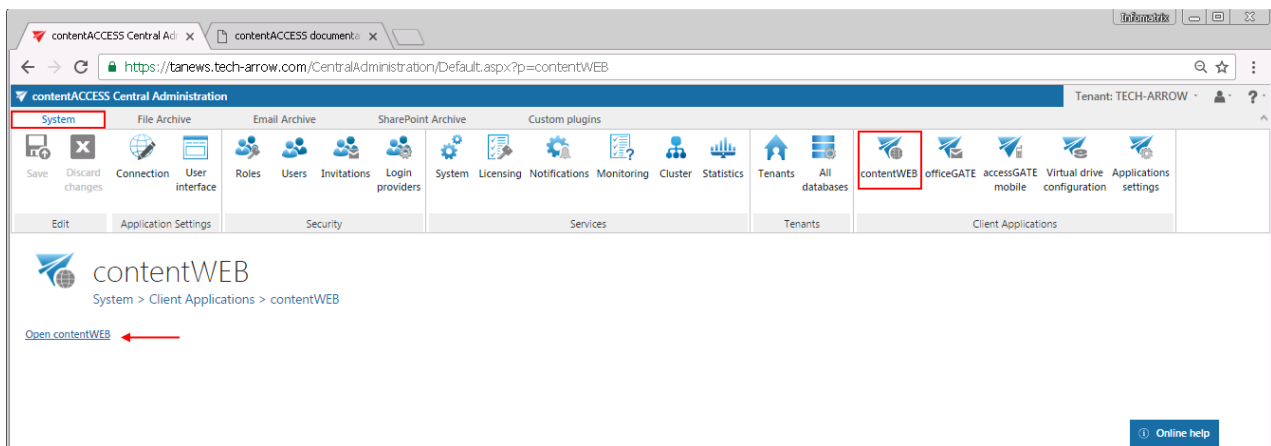 Infometrix
contentACCESS Central Ad
contentACCESS documenta
https://tanews.tech-arrow.com/CentralAdministration/Default.aspx?p=contentWEB
contentACCESS Central Administration
Tenant: TECH-ARROW
?
System File Archive Email Archive SharePoint Archive Custom plugins
Save Discard changes Connection User interface Roles Users Invitations Login providers System Licensing Notifications Monitoring Cluster Statistics Tenants All databases contentWEB officeGATE accessGATE mobile Virtual drive configuration Applications settings
Edit Application Settings Security Services Tenants Client Applications
contentWEB
System > Client Applications > contentWEB
Open contentWEB
Online help